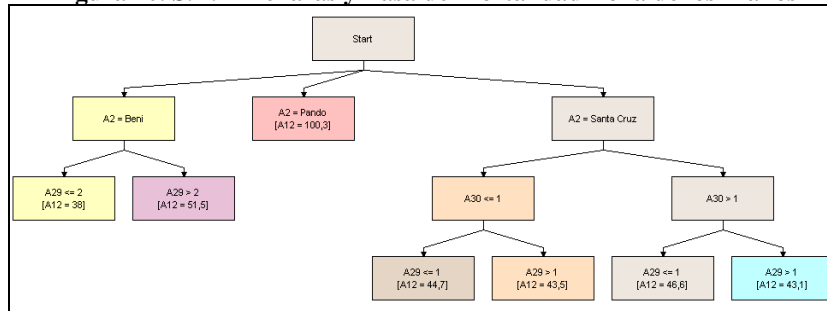 Start
A2 = Beni
A2 = Pando
[A12 = 100,3]
A2 = Santa Cruz
A29 <= 2
[A12 = 38]
A29 > 2
[A12 = 51,5]
A30 <= 1
A30 > 1
A29 <= 1
[A12 = 44,7]
A29 > 1
[A12 = 43,5]
A29 <= 1
[A12 = 46,6]
A29 > 1
[A12 = 43,1]